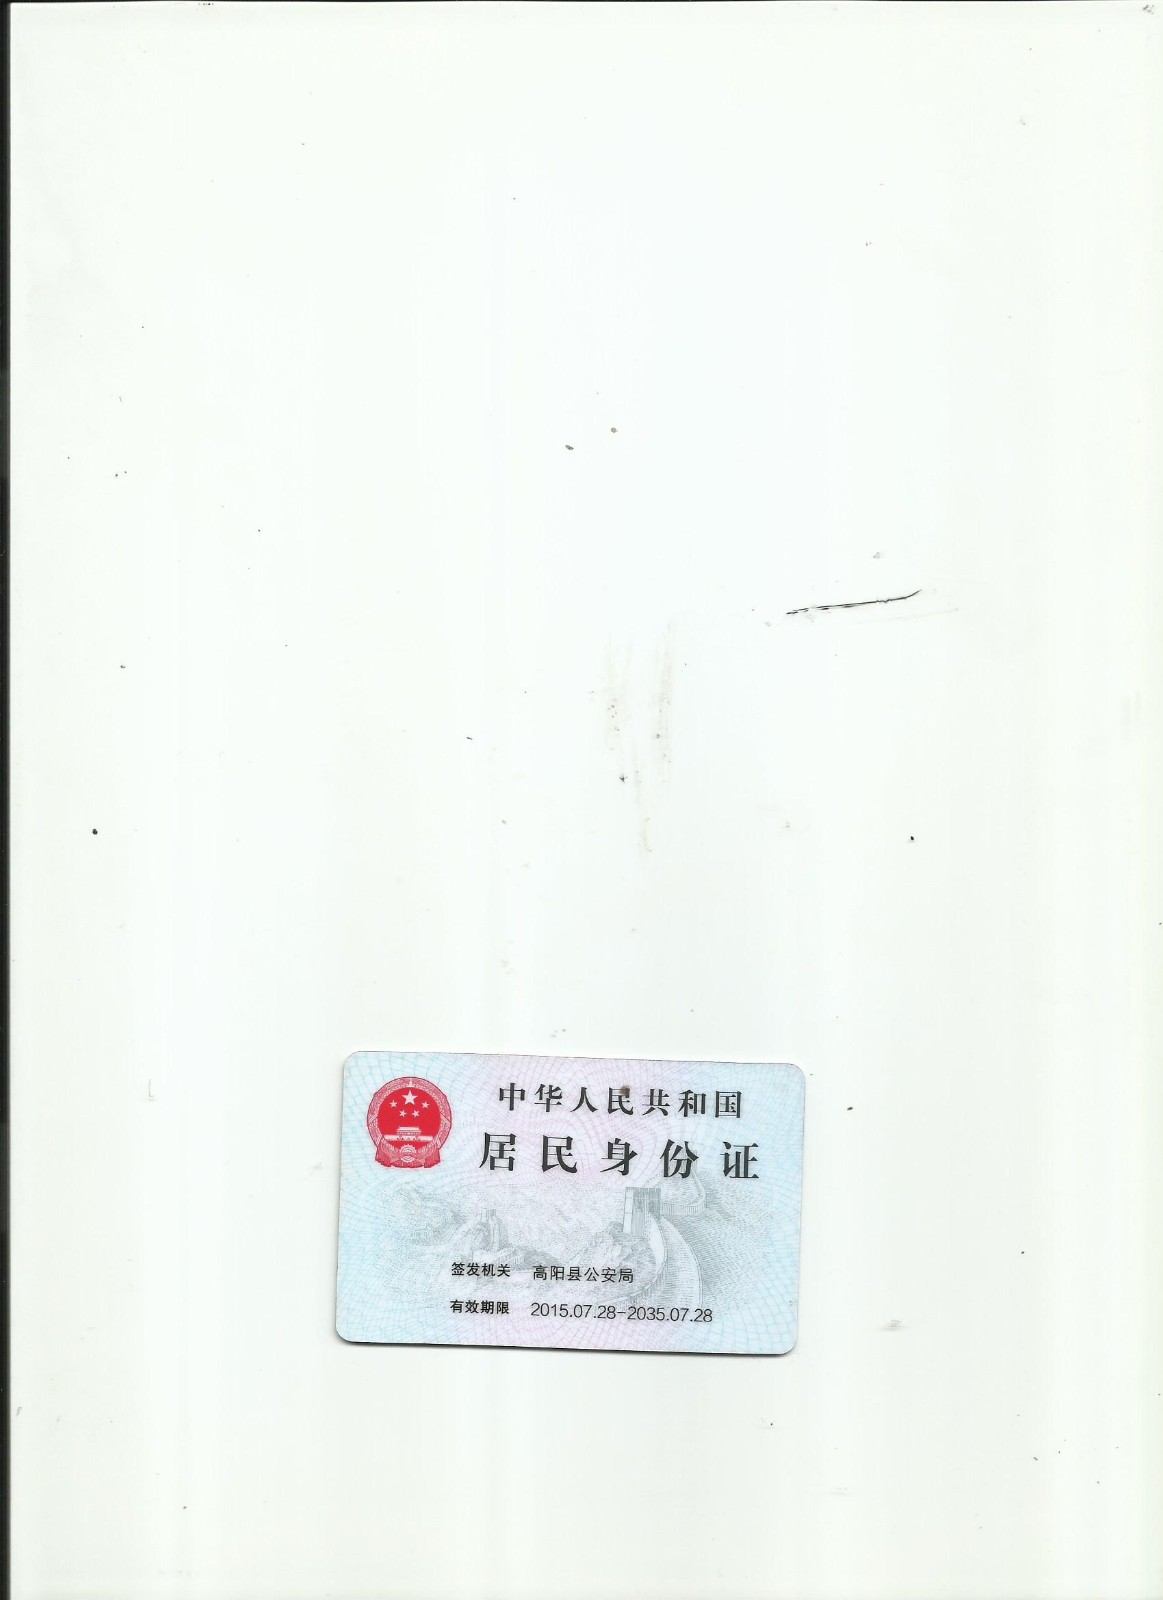 中华人民共和国
居民身份证
签发机关 高阳县公安局
有效期限 2015.07.28-2035.07.28